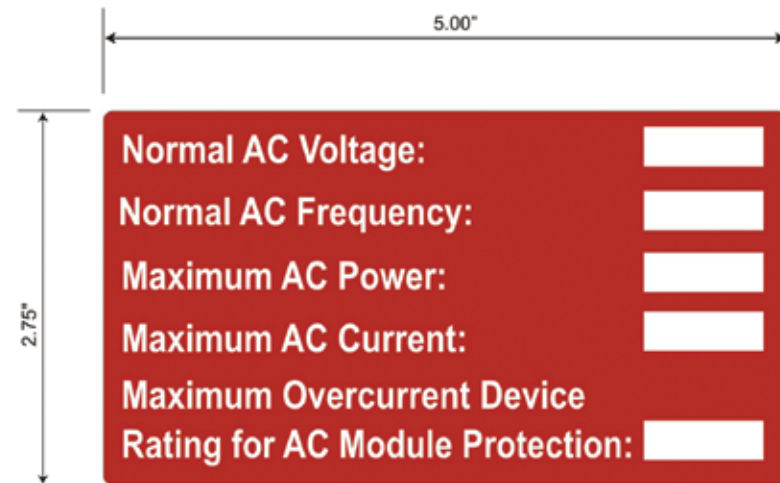 5.00"
2.75"
Normal AC Voltage:
Normal AC Frequency:
Maximum AC Power:
Maximum AC Current:
Maximum Overcurrent Device
Rating for AC Module Protection: